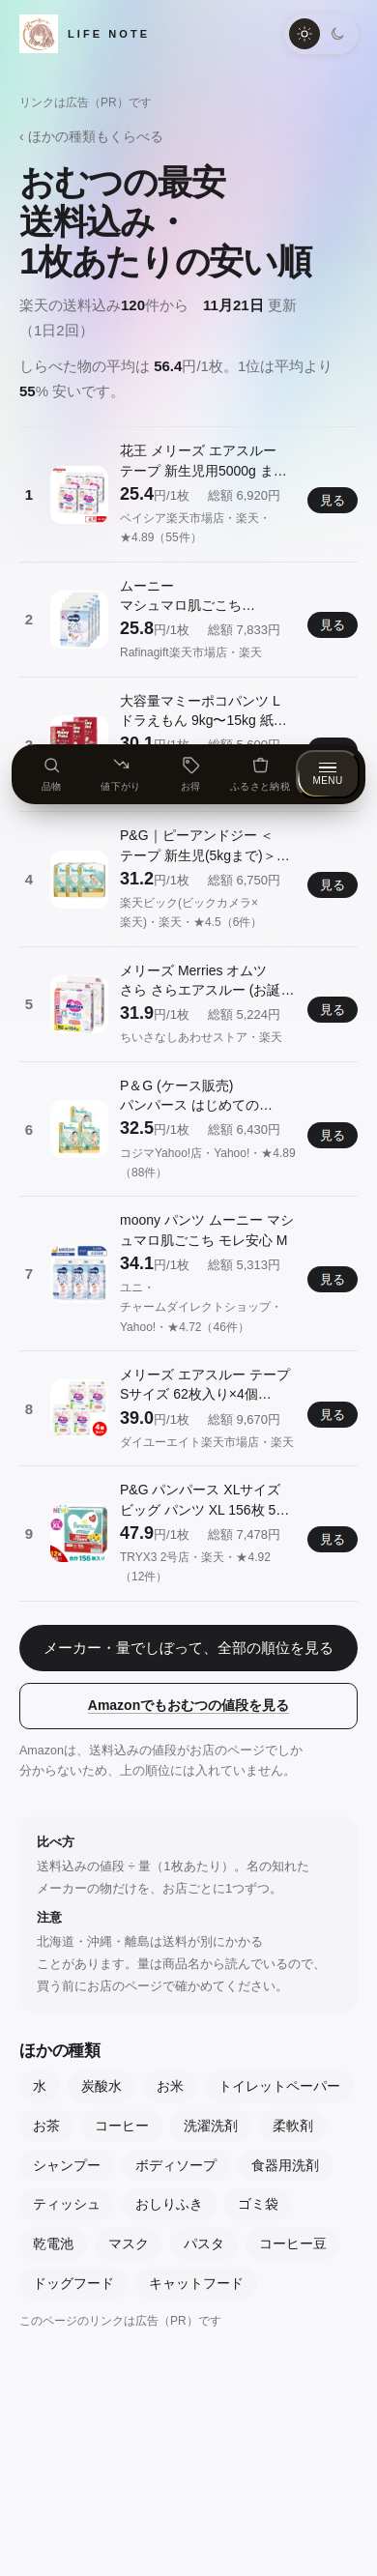 LIFE NOTE
リンクは広告（PR）です
‹ ほかの種類もくらべる
おむつの最安
送料込み・
1枚あたりの安い順
楽天の送料込み120件から 11月21日 更新
（1日2回）
しらべた物の平均は 56.4円/1枚。1位は平均より
55% 安いです。
1
花王 メリーズ エアスルー
テープ 新生児用5000g ま…
25.4円/1枚 総額 6,920円
ベイシア楽天市場店・楽天・
★4.89（55件）
見る
2
ムーニー
マシュマロ肌ごこち…
25.8円/1枚 総額 7,833円
Rafinagift楽天市場店・楽天
見る
大容量マミーポコパンツ L
ドラえもん 9kg〜15kg 紙…
品物
値下がり
お得
ふるさと納税
MENU
4
P&G｜ピーアンドジー ＜
テープ 新生児(5kgまで)＞…
31.2円/1枚 総額 6,750円
楽天ビック(ビックカメラ×
楽天)・楽天・★4.5（6件）
見る
5
メリーズ Merries オムツ
さら さらエアスルー (お誕…
31.9円/1枚 総額 5,224円
ちいさなしあわせストア・楽天
見る
6
P＆G (ケース販売)
パンパース はじめての…
32.5円/1枚 総額 6,430円
コジマYahoo!店・Yahoo!・★4.89
（88件）
見る
7
moony パンツ ムーニー マシ
ュマロ肌ごこち モレ安心 M
34.1円/1枚 総額 5,313円
ユニ・
チャームダイレクトショップ・
Yahoo!・★4.72（46件）
見る
8
メリーズ エアスルー テープ
Sサイズ 62枚入り×4個…
39.0円/1枚 総額 9,670円
ダイユーエイト楽天市場店・楽天
見る
9
P&G パンパース XLサイズ
ビッグ パンツ XL 156枚 5…
47.9円/1枚 総額 7,478円
TRYX3 2号店・楽天・★4.92
（12件）
見る
メーカー・量でしぼって、全部の順位を見る
Amazonでもおむつの値段を見る
Amazonは、送料込みの値段がお店のページでしか
分からないため、上の順位には入れていません。
比べ方
送料込みの値段 ÷ 量（1枚あたり）。名の知れた
メーカーの物だけを、お店ごとに1つずつ。
注意
北海道・沖縄・離島は送料が別にかかる
ことがあります。量は商品名から読んでいるので、
買う前にお店のページで確かめてください。
ほかの種類
水 炭酸水 お米 トイレットペーパー
お茶 コーヒー 洗濯洗剤 柔軟剤
シャンプー ボディソープ 食器用洗剤
ティッシュ おしりふき ゴミ袋
乾電池 マスク パスタ コーヒー豆
ドッグフード キャットフード
このページのリンクは広告（PR）です